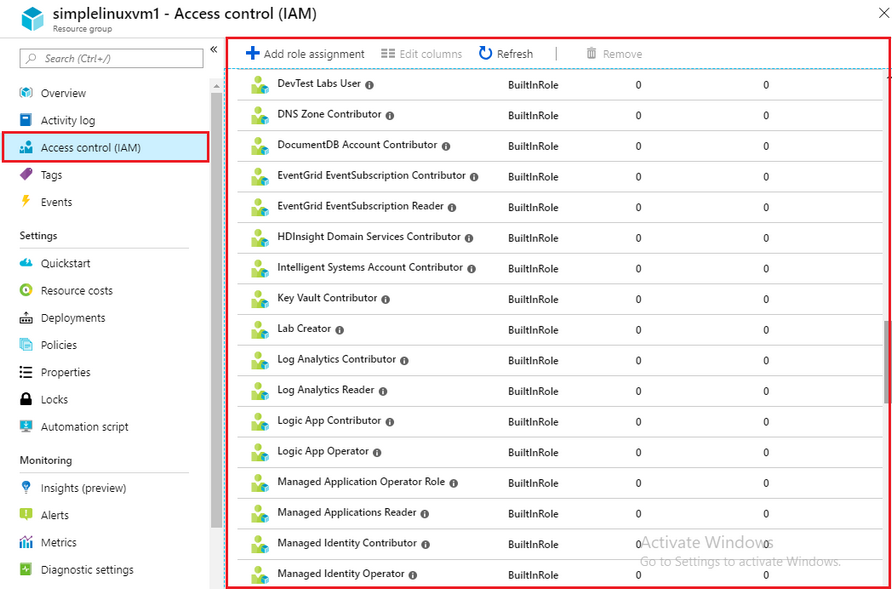 simplelinuxvm1 - Access control (IAM)
Resource group
Search (Ctrl+/)
«
Overview
Activity log
Access control (IAM)
Tags
Events
Settings
Quickstart
Resource costs
Deployments
Policies
Properties
Locks
Automation script
Monitoring
Insights (preview)
Alerts
Metrics
Diagnostic settings
Add role assignment Edit columns Refresh | Remove
DevTest Labs User BuiltInRole 0 0
DNS Zone Contributor BuiltInRole 0 0
DocumentDB Account Contributor BuiltInRole 0 0
EventGrid EventSubscription Contributor BuiltInRole 0 0
EventGrid EventSubscription Reader BuiltInRole 0 0
HDInsight Domain Services Contributor BuiltInRole 0 0
Intelligent Systems Account Contributor BuiltInRole 0 0
Key Vault Contributor BuiltInRole 0 0
Lab Creator BuiltInRole 0 0
Log Analytics Contributor BuiltInRole 0 0
Log Analytics Reader BuiltInRole 0 0
Logic App Contributor BuiltInRole 0 0
Logic App Operator BuiltInRole 0 0
Managed Application Operator Role BuiltInRole 0 0
Managed Applications Reader BuiltInRole 0 0
Managed Identity Contributor BuiltInRole 0 0
Managed Identity Operator BuiltInRole 0 0
Activate Windows
Go to Settings to activate Windows.